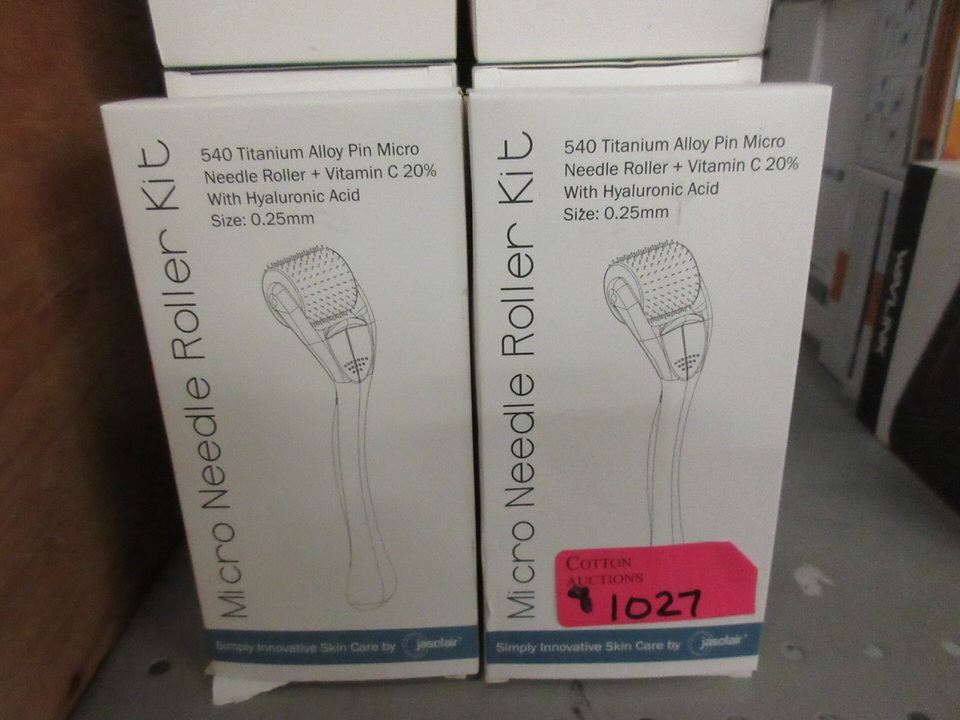 Micro Needle Roller Kit
540 Titanium Alloy Pin Micro
Needle Roller + Vitamin C 20%
With Hyaluronic Acid
Size: 0.25mm
Simply Innovative Skin Care by jasclair
Micro Needle Roller Kit
540 Titanium Alloy Pin Micro
Needle Roller + Vitamin C 20%
With Hyaluronic Acid
Size: 0.25mm
COTTON
AUCTIONS
1027
Simply Innovative Skin Care by jasclair
WAVLINK